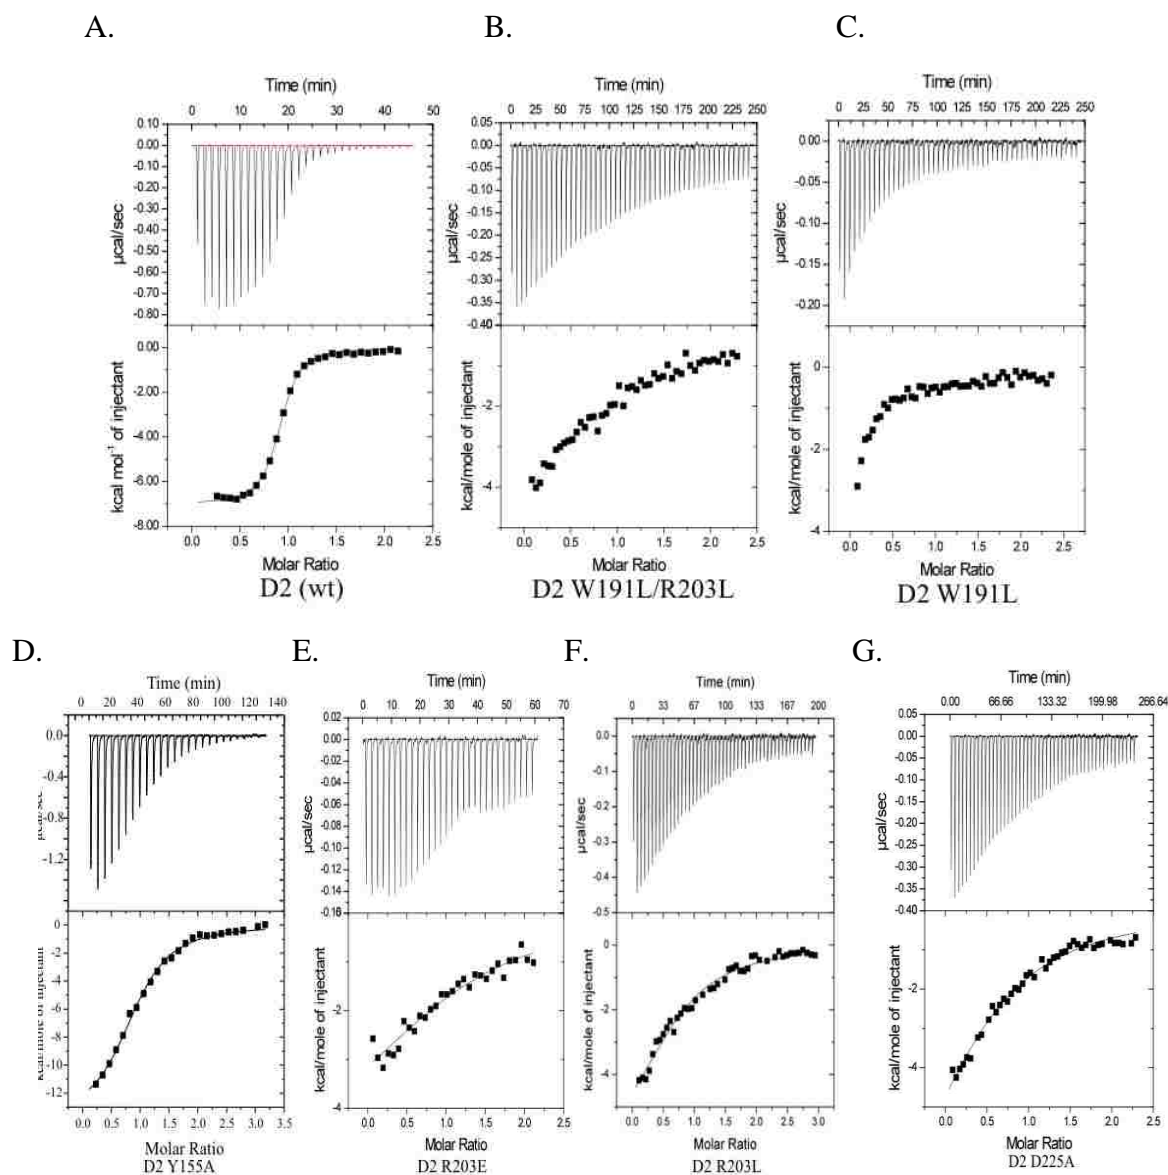 A.
Time (min)
0 10 20 30 40 50
0.10
0.00
-0.10
-0.20
-0.30
-0.40
-0.50
-0.60
-0.70
-0.80
µcal/sec
0.00
-2.00
-4.00
-6.00
-8.00
kcal mol⁻¹ of injectant
0.0 0.5 1.0 1.5 2.0 2.5
Molar Ratio
D2 (wt)
B.
Time (min)
0 25 50 75 100 125 150 175 200 225 250
0.05
0.00
-0.05
-0.10
-0.15
-0.20
-0.25
-0.30
-0.35
-0.40
µcal/sec
-2
-4
kcal/mole of injectant
0.0 0.5 1.0 1.5 2.0 2.5
Molar Ratio
D2 W191L/R203L
C.
Time (min)
0 25 50 75 100 125 150 175 200 225 250
0.00
-0.05
-0.10
-0.15
-0.20
µcal/sec
0
-2
-4
kcal/mole of injectant
0.0 0.5 1.0 1.5 2.0 2.5
Molar Ratio
D2 W191L
D.
Time (min)
0 20 40 60 80 100 120 140
0.0
-0.4
-0.8
-1.2
0
-2
-4
-6
-8
-10
-12
kcal/mole of injectant
0.0 0.5 1.0 1.5 2.0 2.5 3.0 3.5
Molar Ratio
D2 Y155A
E.
Time (min)
0 10 20 30 40 50 60 70
0.02
0.00
-0.02
-0.04
-0.06
-0.08
-0.10
-0.12
-0.14
-0.16
µcal/sec
-2
-4
kcal/mole of injectant
0.0 0.5 1.0 1.5 2.0 2.5
Molar Ratio
D2 R203E
F.
Time (min)
0 33 67 100 133 167 200
0.0
-0.1
-0.2
-0.3
-0.4
-0.5
µcal/sec
0
-2
-4
kcal/mole of injectant
0.0 0.5 1.0 1.5 2.0 2.5 3.0
Molar Ratio
D2 R203L
G.
Time (min)
0.00 66.66 133.32 199.98 266.64
0.05
0.00
-0.05
-0.10
-0.15
-0.20
-0.25
-0.30
-0.35
-0.40
µcal/sec
-2
-4
kcal/mole of injectant
0.0 0.5 1.0 1.5 2.0 2.5
Molar Ratio
D2 D225A